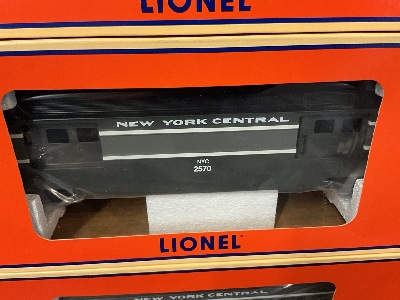 LIONEL
NEW YORK CENTRAL
NYC
2570
LIONEL
NEW YORK CENTRAL